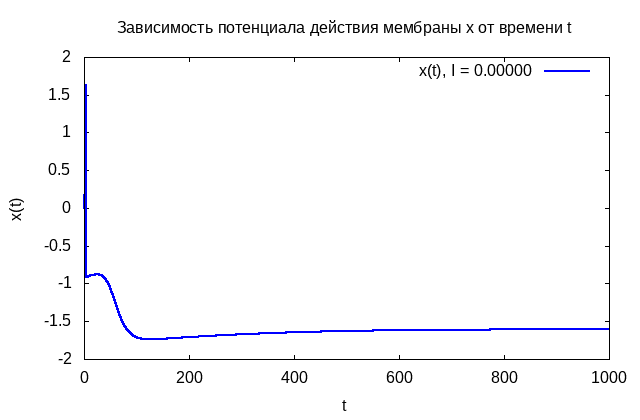 Зависимость потенциала действия мембраны x от времени t
x(t), I = 0.00000
2
1.5
1
0.5
0
-0.5
-1
-1.5
-2
x(t)
0 200 400 600 800 1000
t